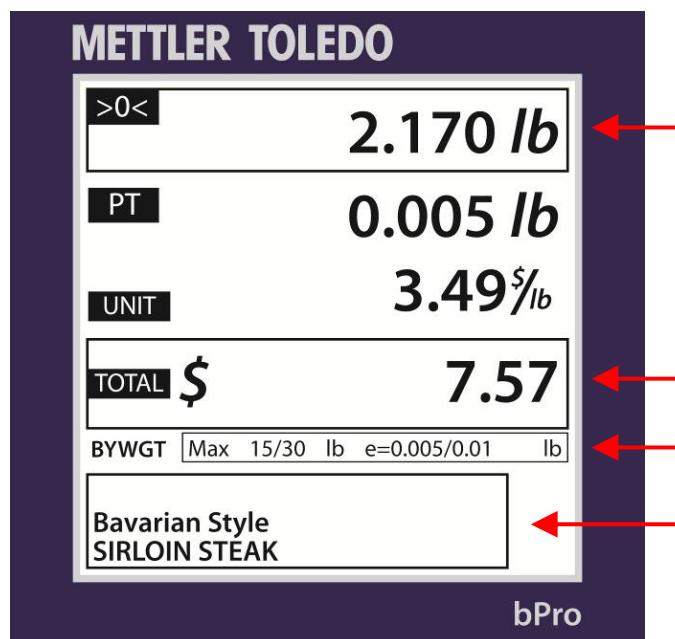 METTLER TOLEDO
>0< 2.170 lb
PT 0.005 lb
UNIT 3.49 $/lb
TOTAL $ 7.57
BYWGT Max 15/30 lb e=0.005/0.01 lb
Bavarian Style
SIRLOIN STEAK
bPro